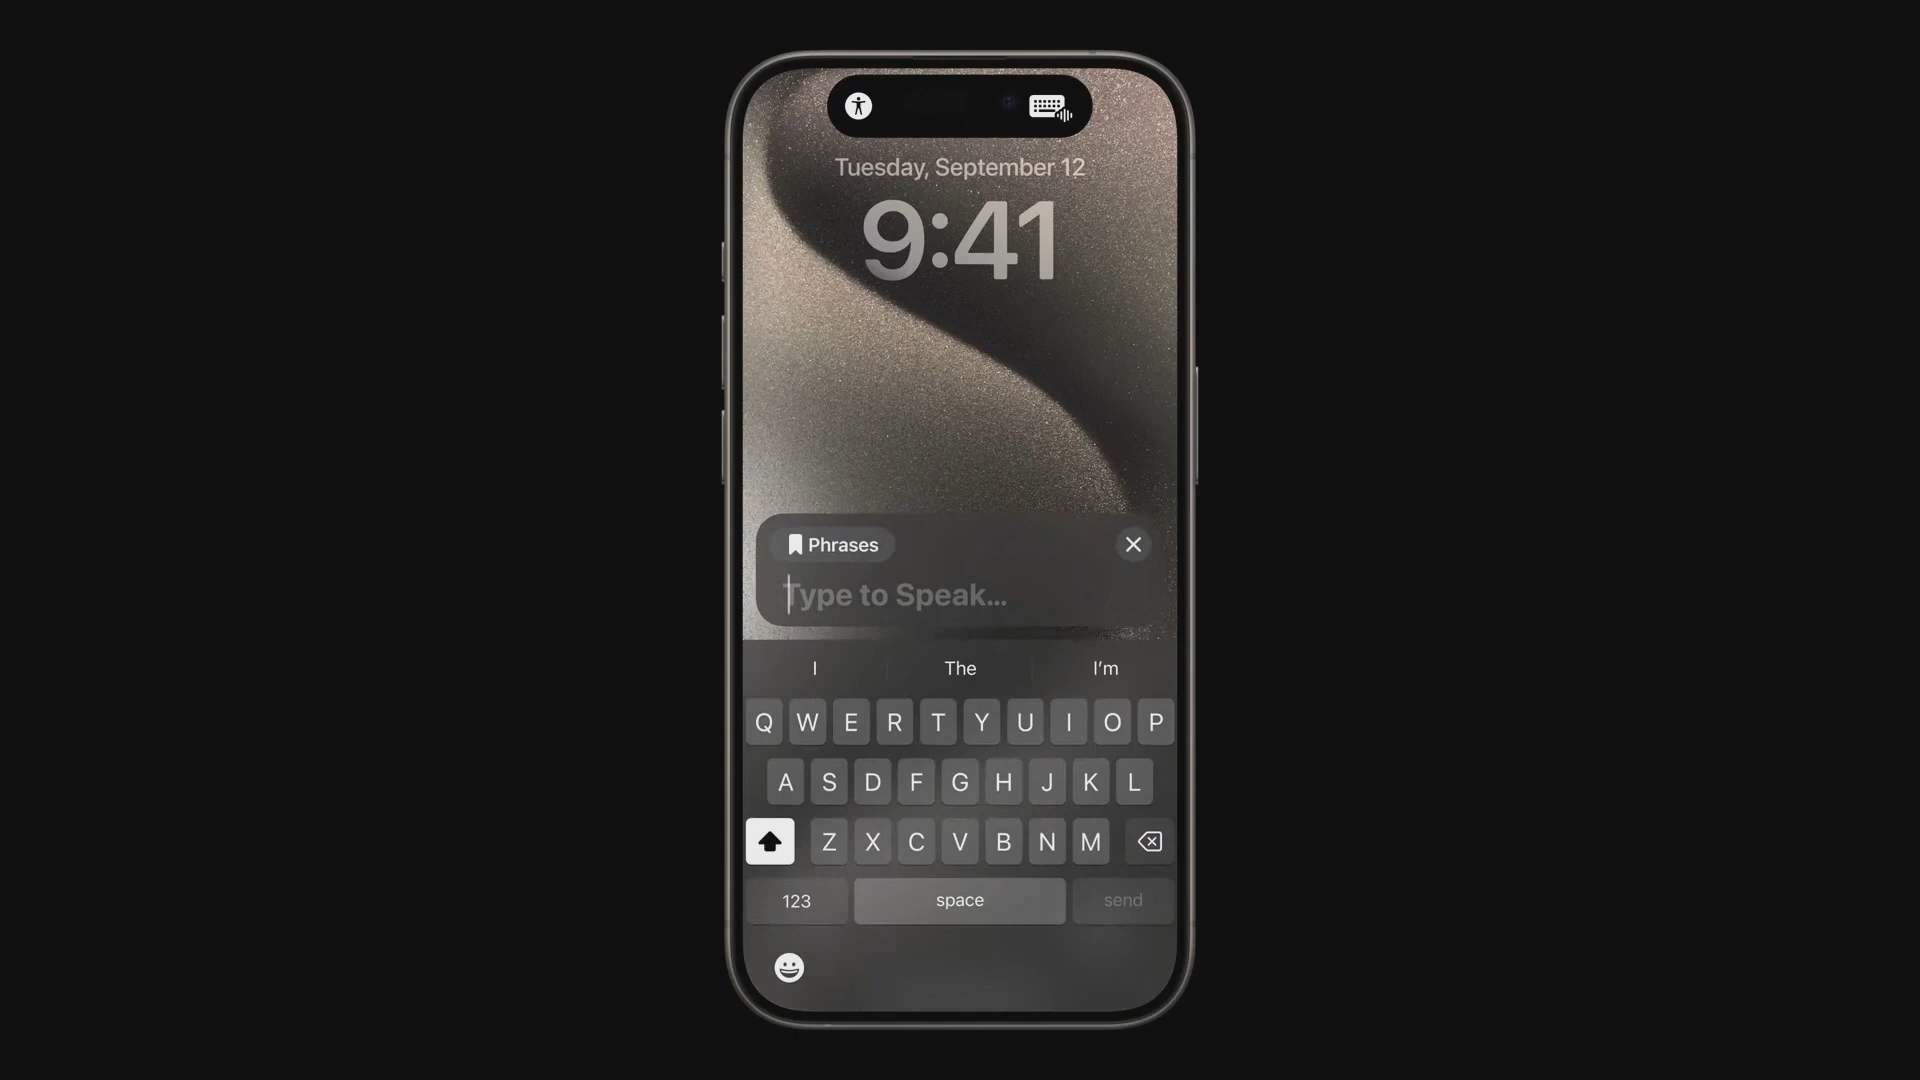 Tuesday, September 12
9:41
Phrases
Type to Speak...
I The I'm
Q W E R T Y U I O P
A S D F G H J K L
Z X C V B N M
123 space send